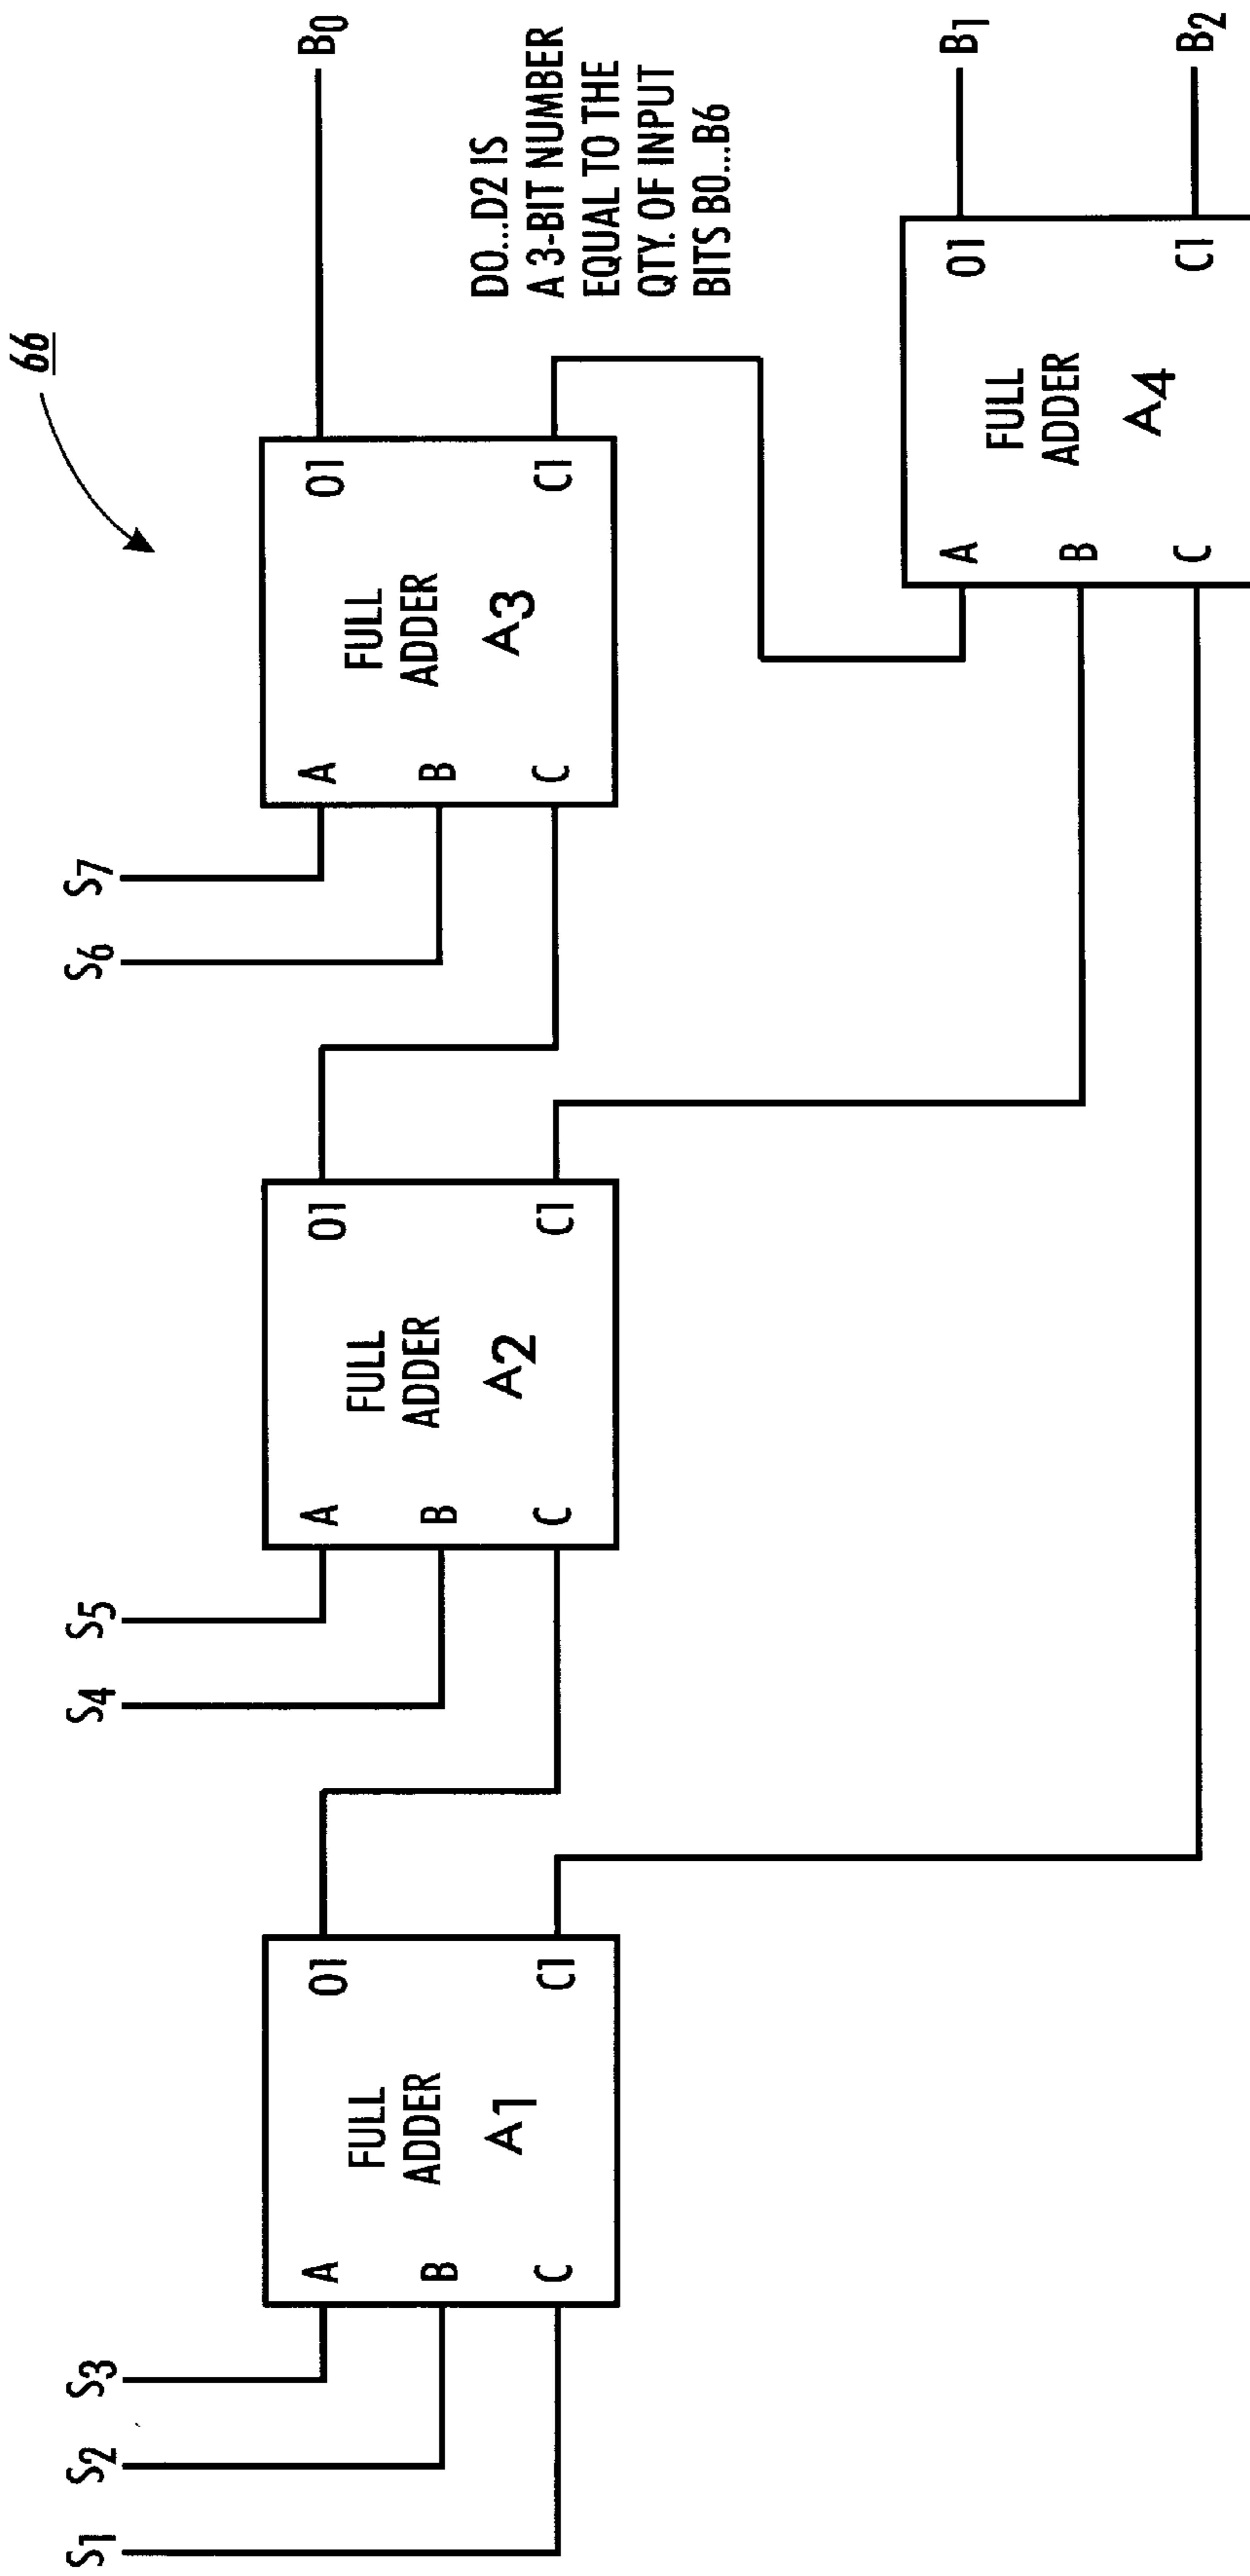 66
S1
S2
S3
S4
S5
S6
S7
A
B
C
FULL
ADDER
A1
O1
C1
A
B
C
FULL
ADDER
A2
O1
C1
A
B
C
FULL
ADDER
A3
O1
C1
B0
DO...D2 IS
A 3-BIT NUMBER
EQUAL TO THE
QTY. OF INPUT
BITS B0...B6
A
B
C
FULL
ADDER
A4
O1
C1
B1
B2